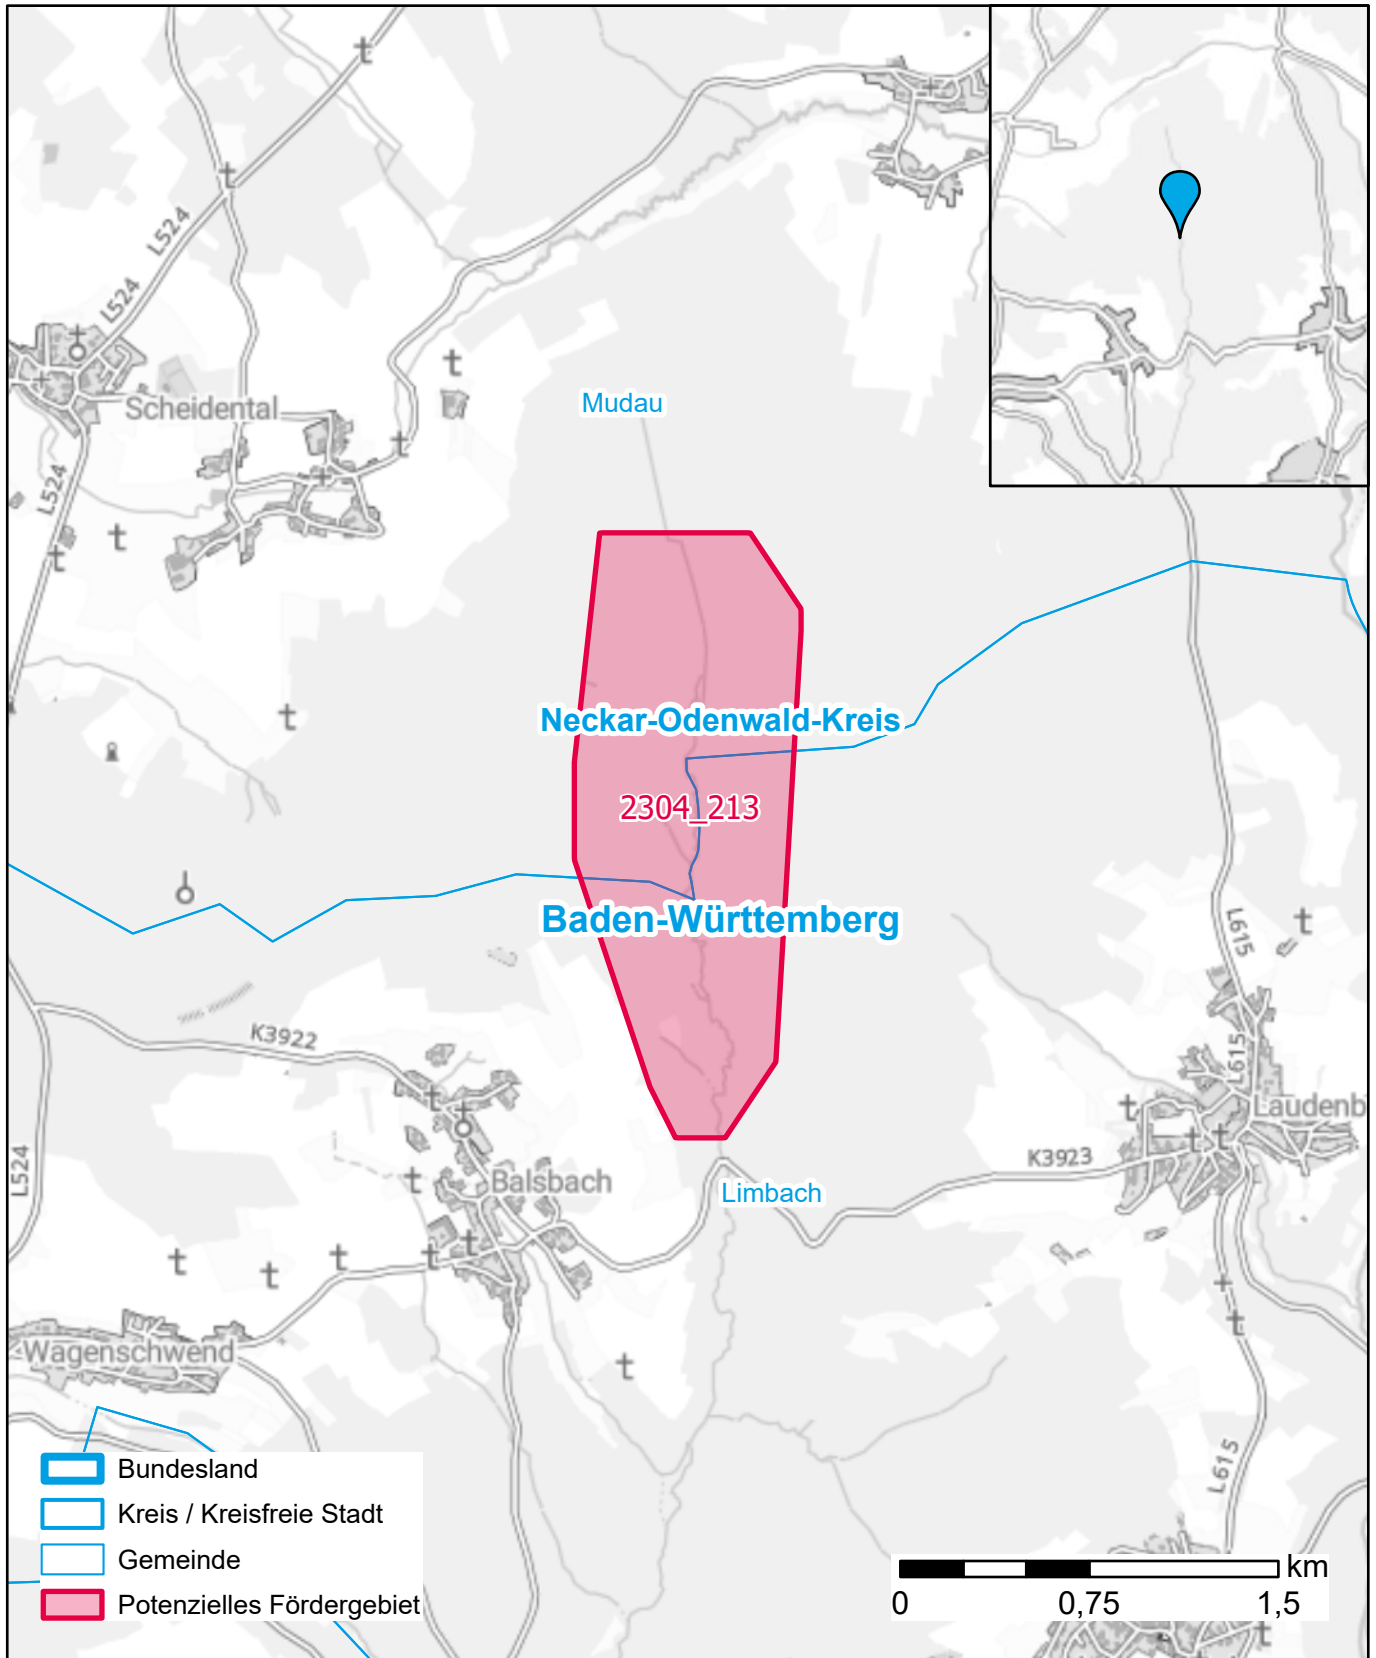 L524
L524
Scheidental
Mudau
L524
Neckar-Odenwald-Kreis
2304_213
Baden-Württemberg
L615
K3922
L615
Laudenb
L524
K3923
Balsbach
Limbach
Wagenschwend
L615
Bundesland
Kreis / Kreisfreie Stadt
Gemeinde
Potenzielles Fördergebiet
km
0 0,75 1,5